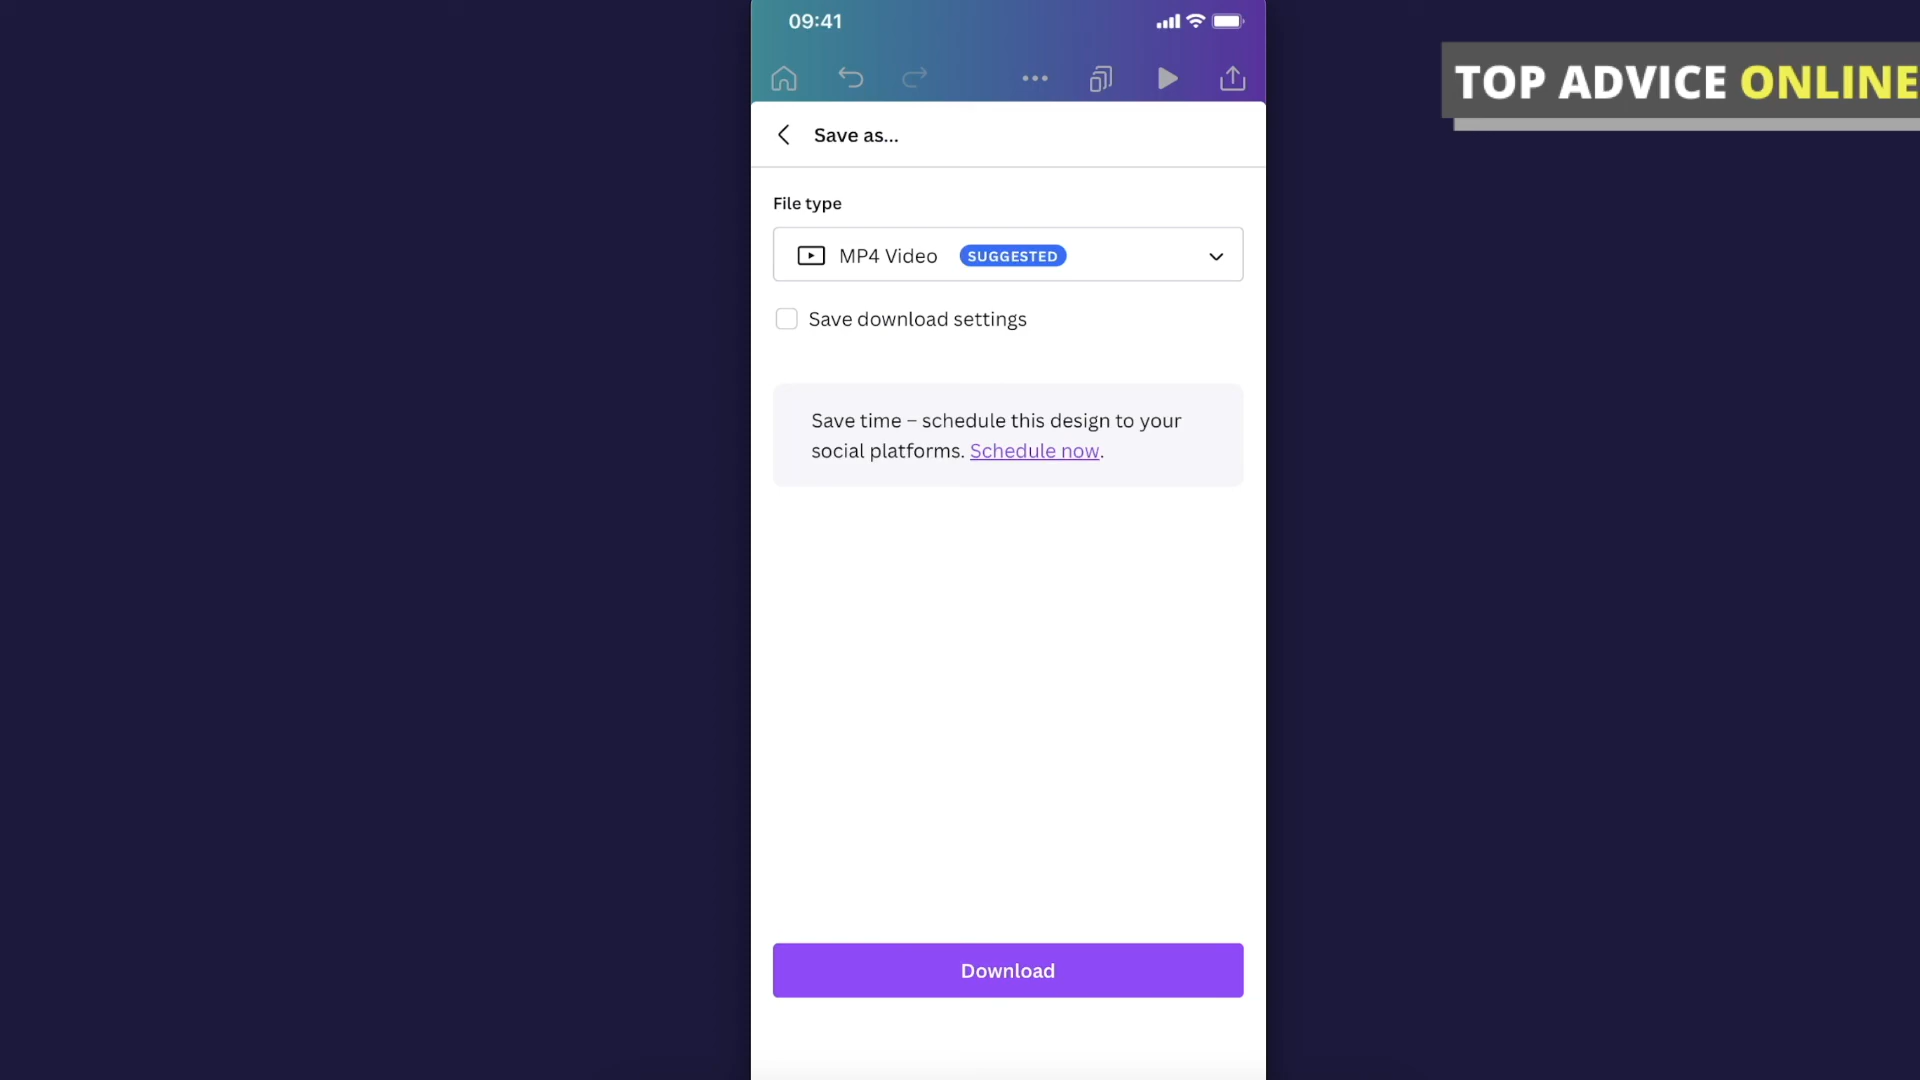 09:41
TOP ADVICE ONLINE
Save as...
File type
MP4 Video SUGGESTED
Save download settings
Save time – schedule this design to your
social platforms. Schedule now.
Download